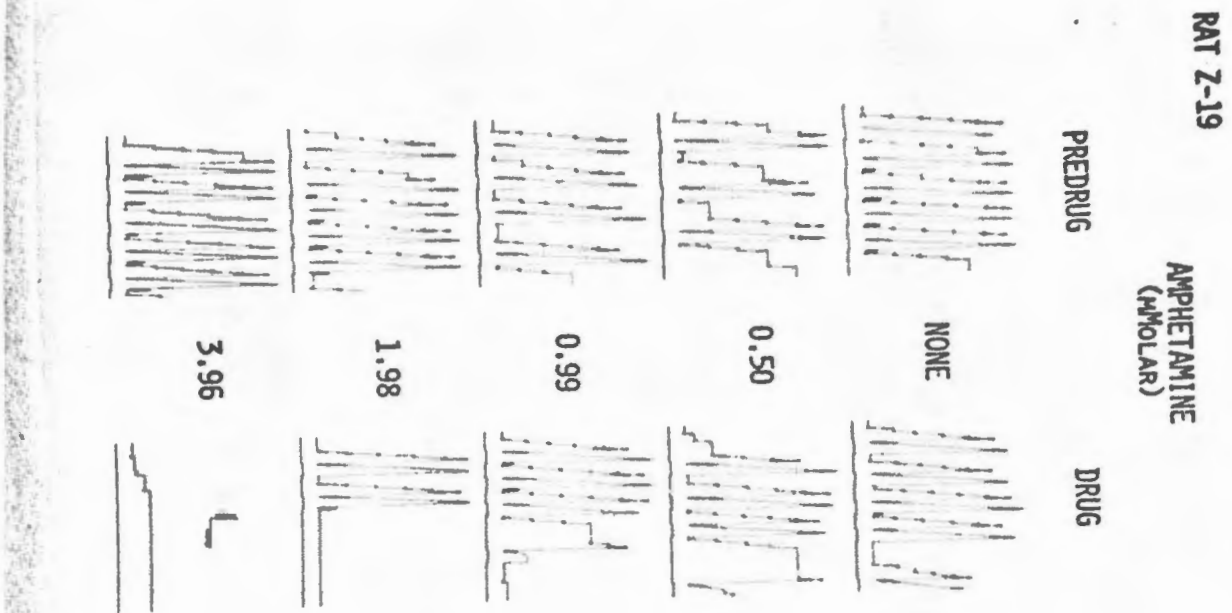 RAT Z-19
AMPHETAMINE
(MMOLAR)
PREDRUG
DRUG
NONE
0.50
0.99
1.98
3.96